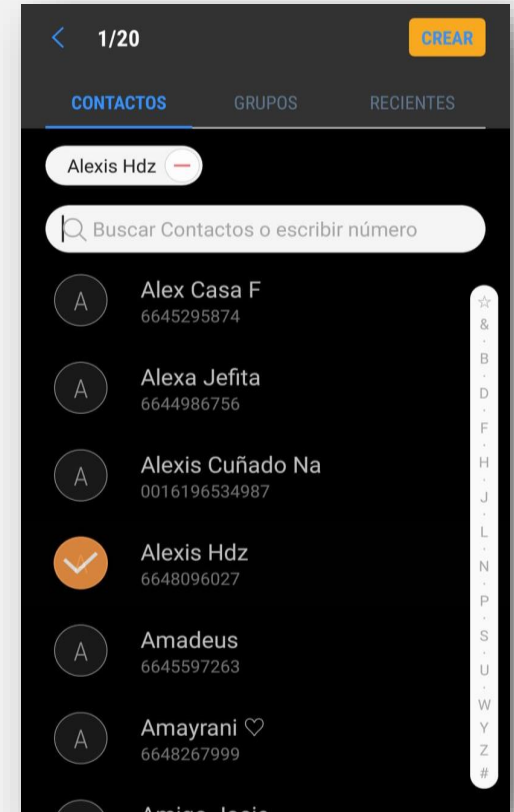 1/20
CREAR
CONTACTOS GRUPOS RECIENTES
Alexis Hdz
Buscar Contactos o escribir número
A Alex Casa F
6645295874
A Alexa Jefita
6644986756
A Alexis Cuñado Na
0016196534987
A Alexis Hdz
6648096027
A Amadeus
6645597263
A Amayrani ♡
6648267999
☆
&
.
B
.
D
.
F
.
H
.
J
.
L
.
N
.
P
.
S
.
U
.
W
Y
Z
#